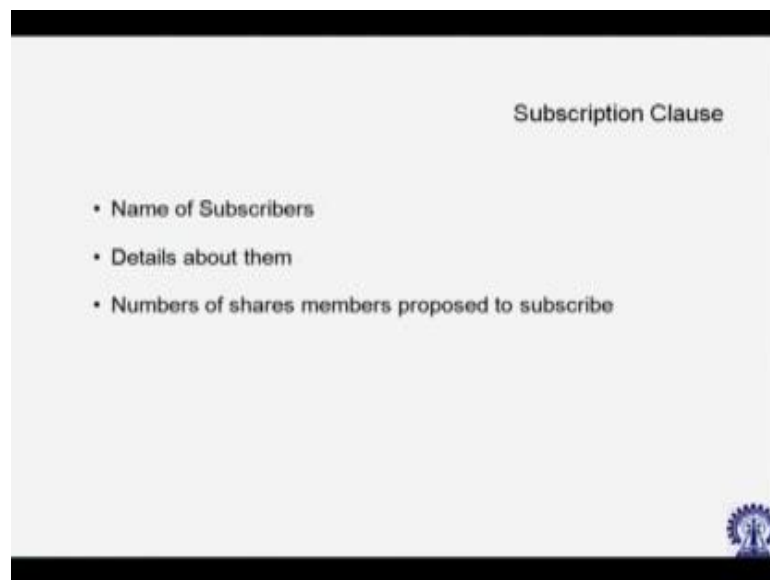 Subscription Clause
• Name of Subscribers
• Details about them
• Numbers of shares members proposed to subscribe